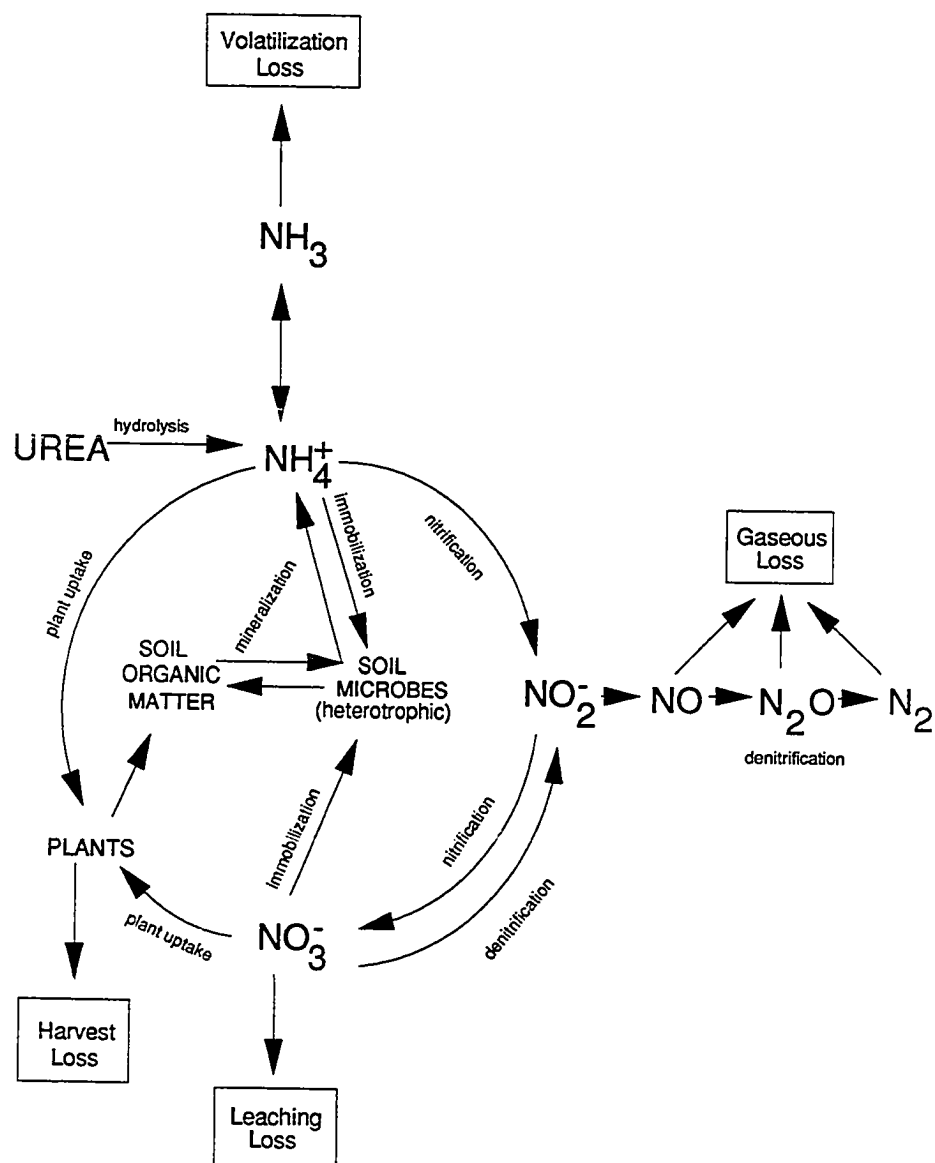 Volatilization
Loss
NH3
hydrolysis
UREA
NH4+
immobilization
nitrification
plant uptake
mineralization
Gaseous
Loss
SOIL
ORGANIC
MATTER
SOIL
MICROBES
(heterotrophic)
NO2-
NO
N2O
N2
denitrification
PLANTS
immobilization
nitrification
denitrification
plant uptake
NO3-
Harvest
Loss
Leaching
Loss